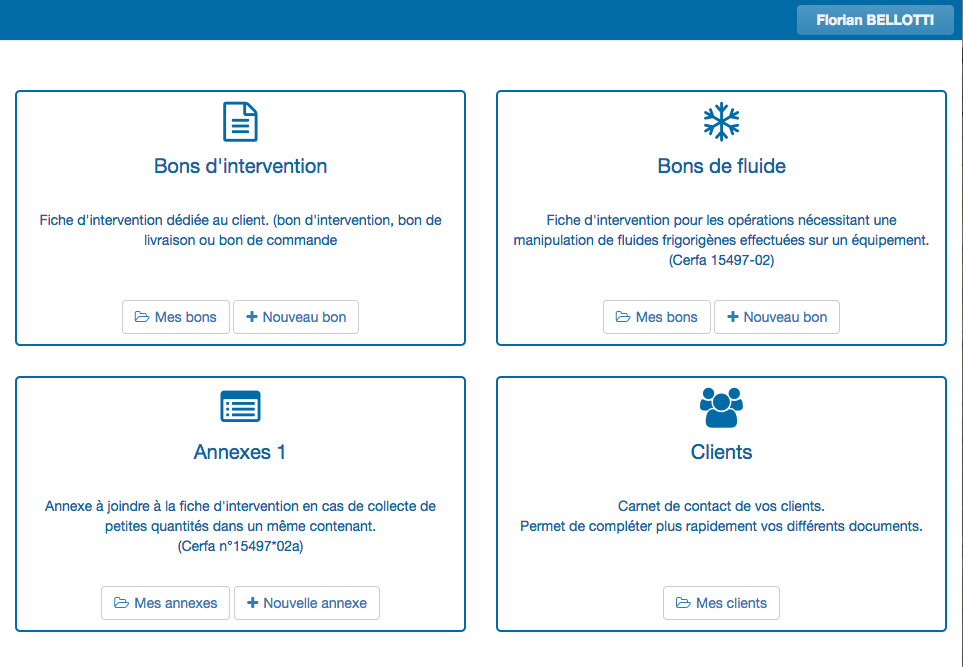 Florian BELLOTTI
Bons d'intervention
Fiche d'intervention dédiée au client. (bon d'intervention, bon de
livraison ou bon de commande
Mes bons
Nouveau bon
Bons de fluide
Fiche d'intervention pour les opérations nécessitant une
manipulation de fluides frigorigènes effectuées sur un équipement.
(Cerfa 15497-02)
Mes bons
Nouveau bon
Annexes 1
Annexe à joindre à la fiche d'intervention en cas de collecte de
petites quantités dans un même contenant.
(Cerfa n°15497*02a)
Mes annexes
Nouvelle annexe
Clients
Carnet de contact de vos clients.
Permet de compléter plus rapidement vos différents documents.
Mes clients